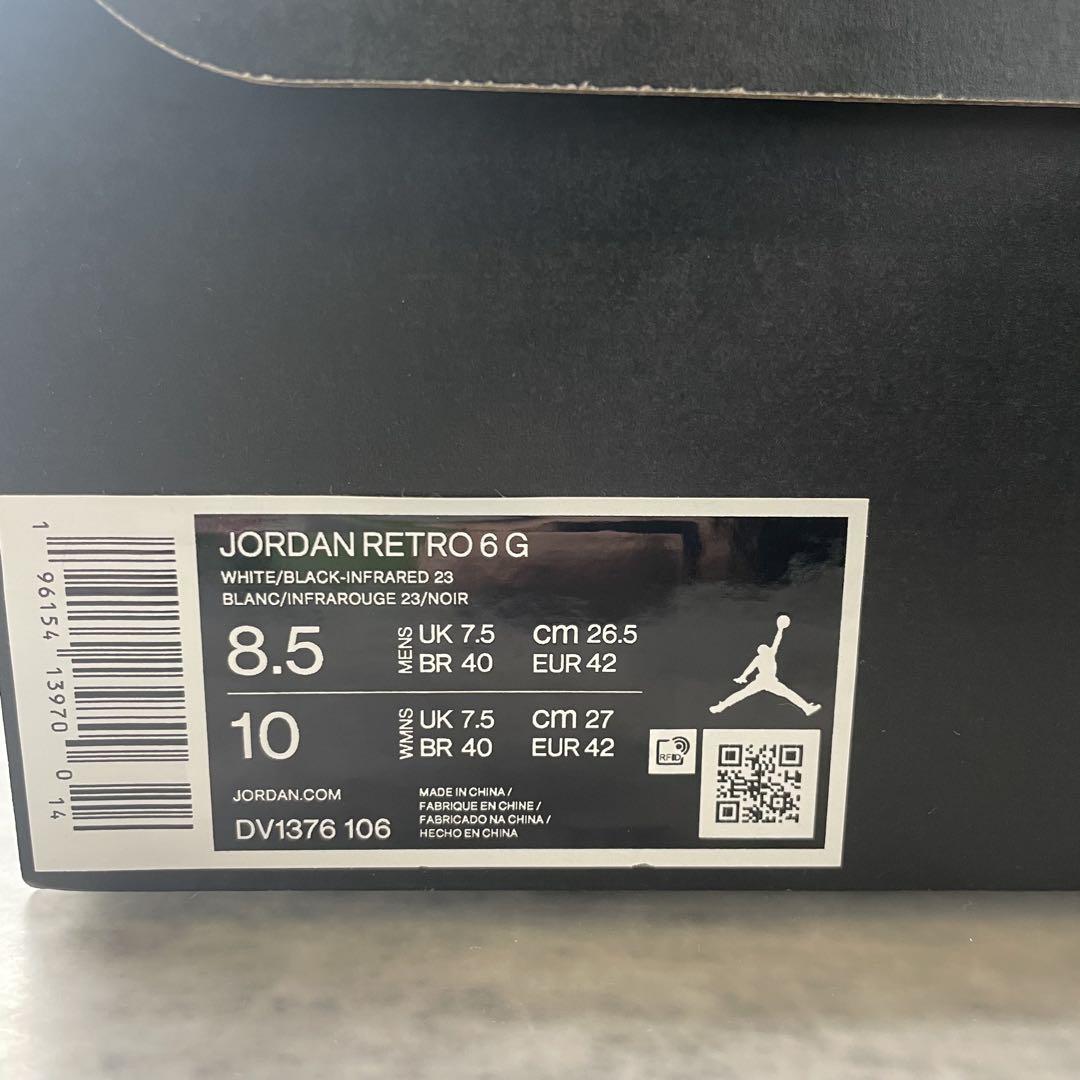 JORDAN RETRO 6 G
WHITE/BLACK-INFRARED 23
BLANC/INFRAROUGE 23/NOIR
8.5
MENS
UK 7.5 cm 26.5
BR 40 EUR 42
10
WMNS
UK 7.5 cm 27
BR 40 EUR 42
RFID
JORDAN.COM
DV1376 106
MADE IN CHINA /
FABRIQUE EN CHINE /
FABRICADO NA CHINA /
HECHO EN CHINA
1 96154 13970 0 14